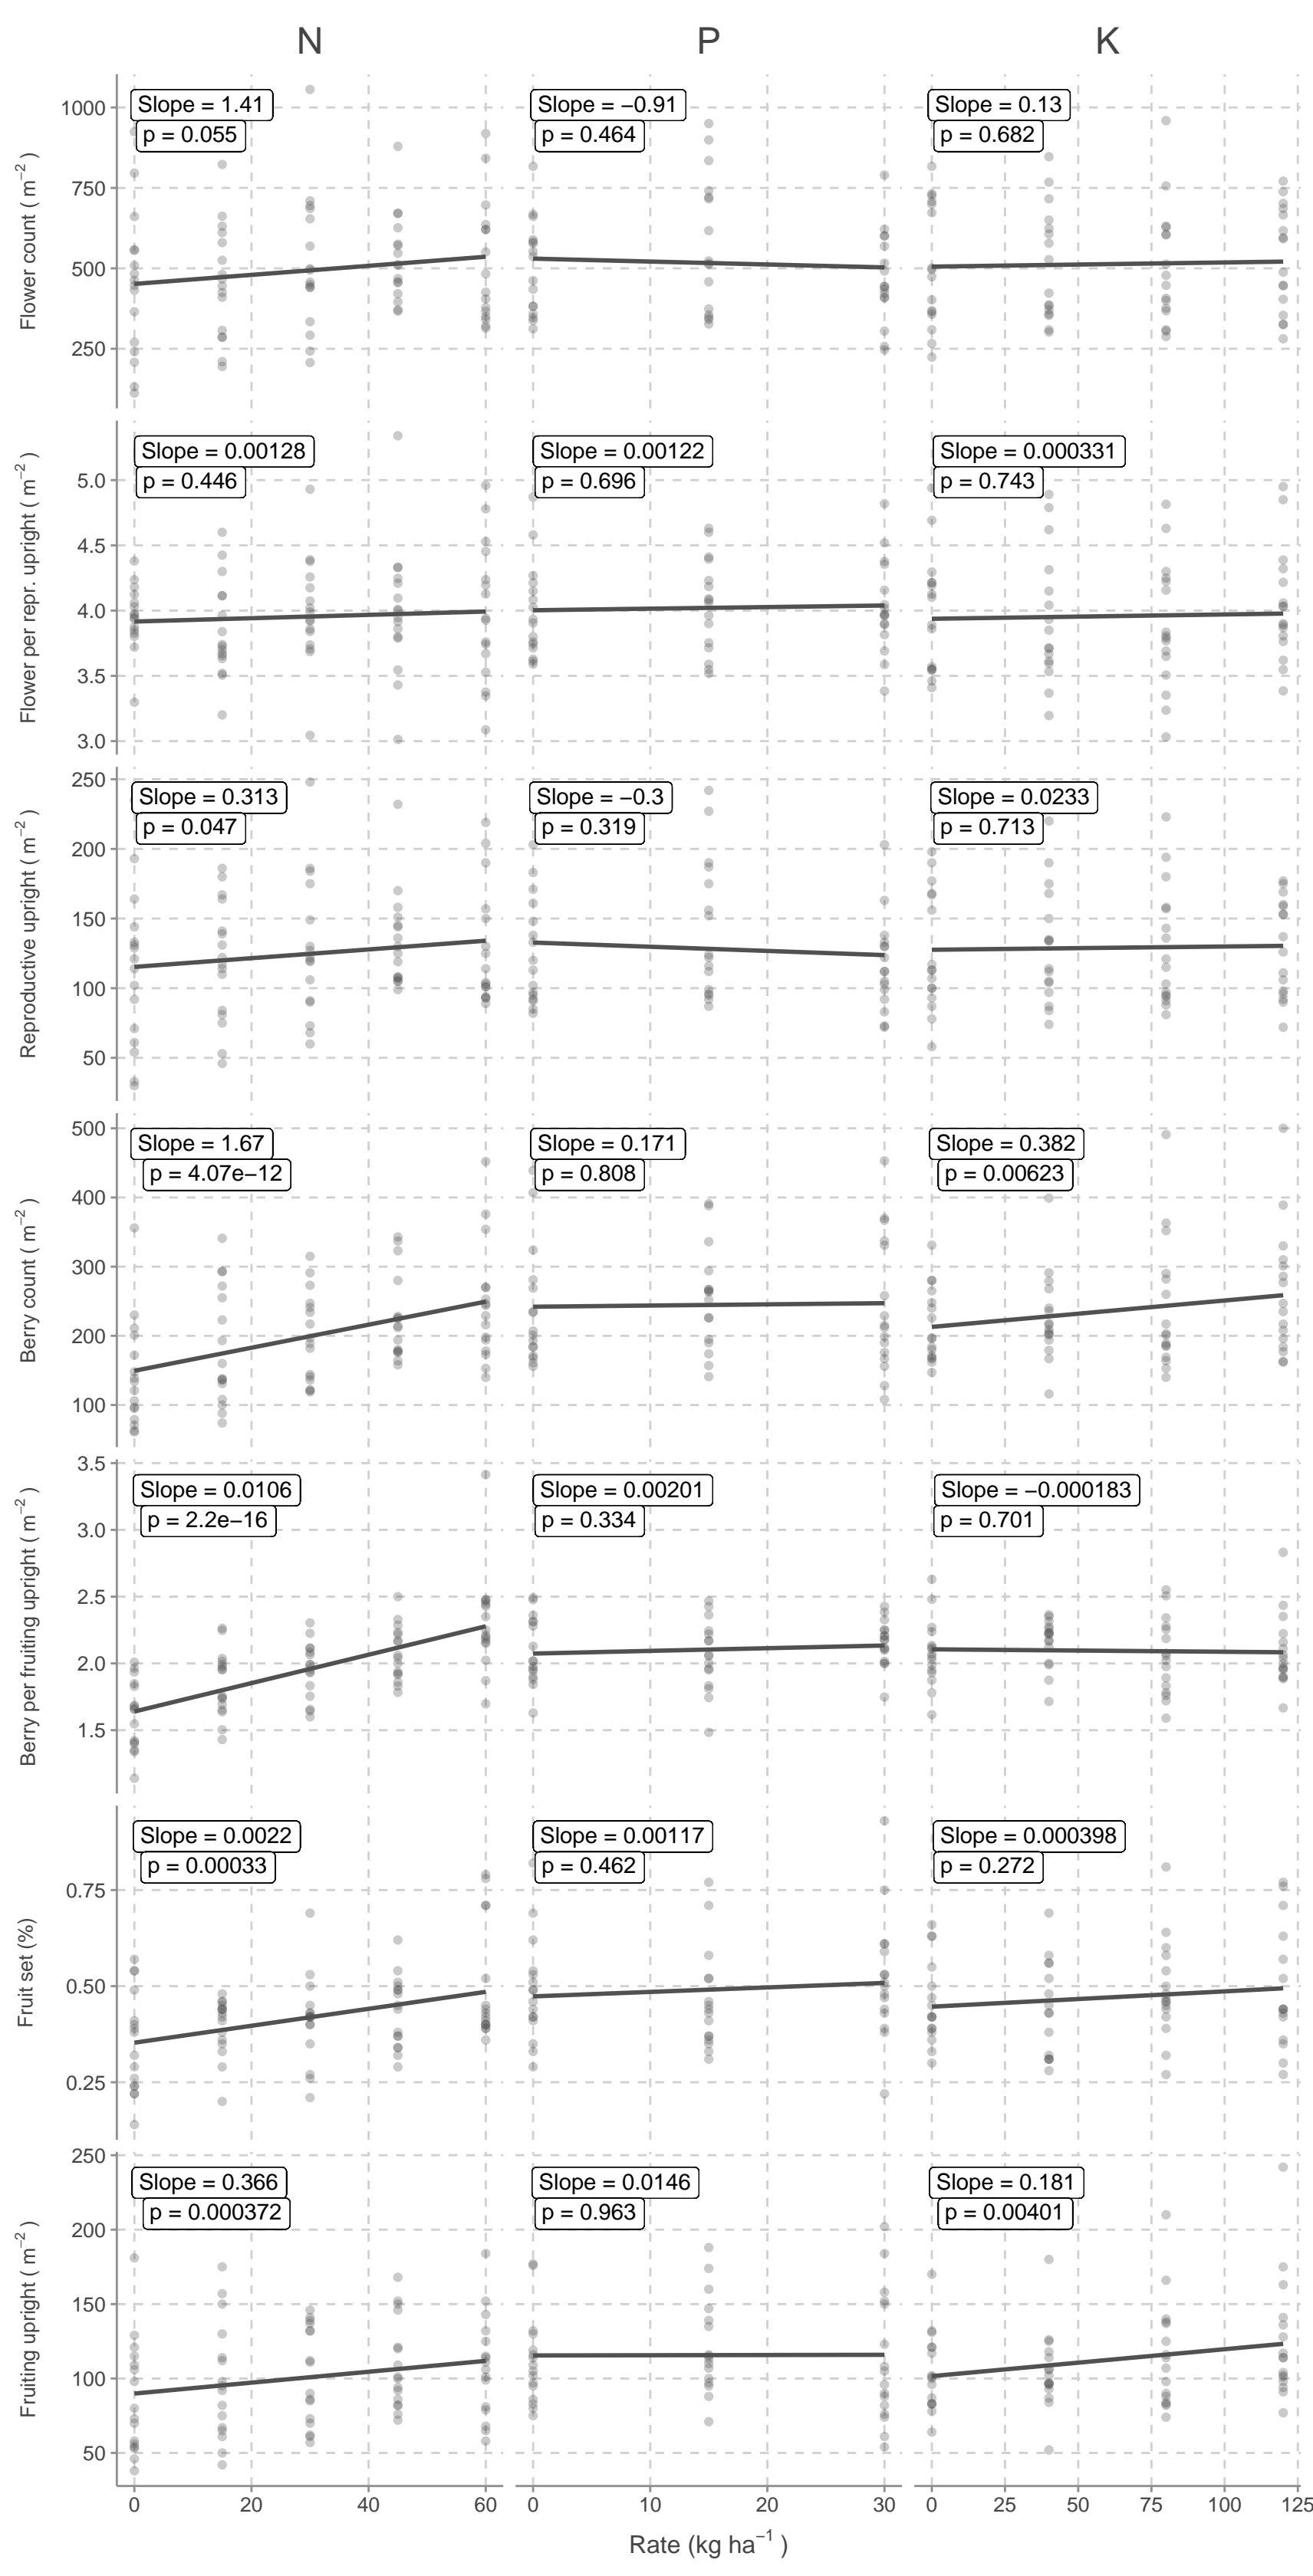 N P K
Flower count ( m⁻² )
1000
750
500
250
Slope = 1.41
p = 0.055
Slope = −0.91
p = 0.464
Slope = 0.13
p = 0.682
Flower per repr. upright ( m⁻² )
5.0
4.5
4.0
3.5
3.0
Slope = 0.00128
p = 0.446
Slope = 0.00122
p = 0.696
Slope = 0.000331
p = 0.743
Reproductive upright ( m⁻² )
250
200
150
100
50
Slope = 0.313
p = 0.047
Slope = −0.3
p = 0.319
Slope = 0.0233
p = 0.713
Berry count ( m⁻² )
500
400
300
200
100
Slope = 1.67
p = 4.07e−12
Slope = 0.171
p = 0.808
Slope = 0.382
p = 0.00623
Berry per fruiting upright ( m⁻² )
3.5
3.0
2.5
2.0
1.5
Slope = 0.0106
p = 2.2e−16
Slope = 0.00201
p = 0.334
Slope = −0.000183
p = 0.701
Fruit set (%)
0.75
0.50
0.25
Slope = 0.0022
p = 0.00033
Slope = 0.00117
p = 0.462
Slope = 0.000398
p = 0.272
Fruiting upright ( m⁻² )
250
200
150
100
50
Slope = 0.366
p = 0.000372
Slope = 0.0146
p = 0.963
Slope = 0.181
p = 0.00401
0 20 40 60 0 10 20 30 0 25 50 75 100 125
Rate (kg ha⁻¹ )